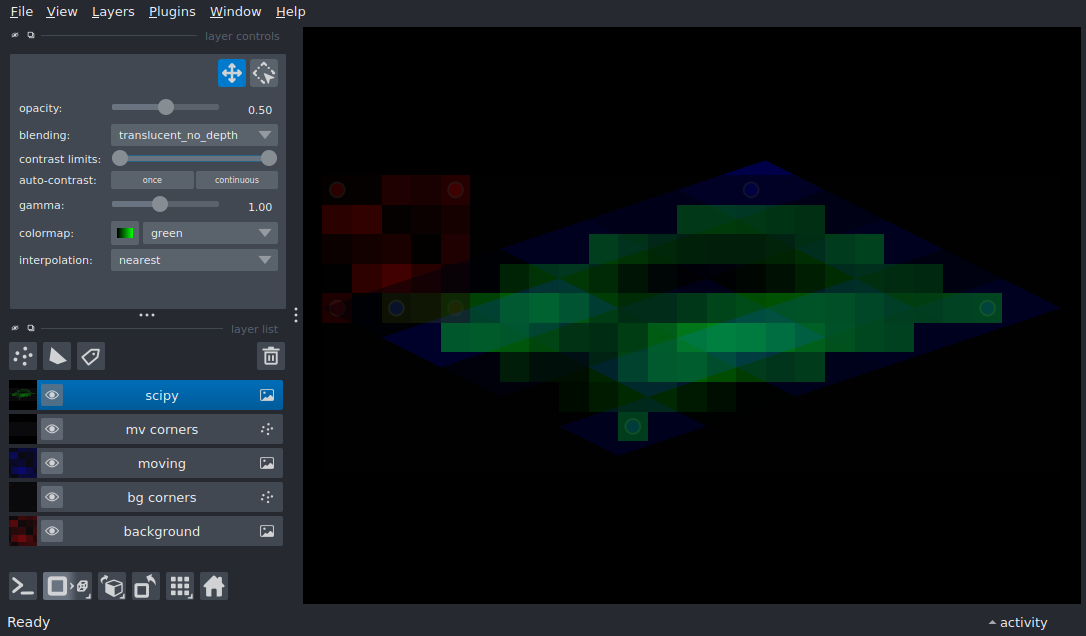 File View Layers Plugins Window Help
layer controls
opacity: 0.50
blending: translucent_no_depth
contrast limits:
auto-contrast: once continuous
gamma: 1.00
colormap: green
interpolation: nearest
layer list
scipy
mv corners
moving
bg corners
background
Ready activity